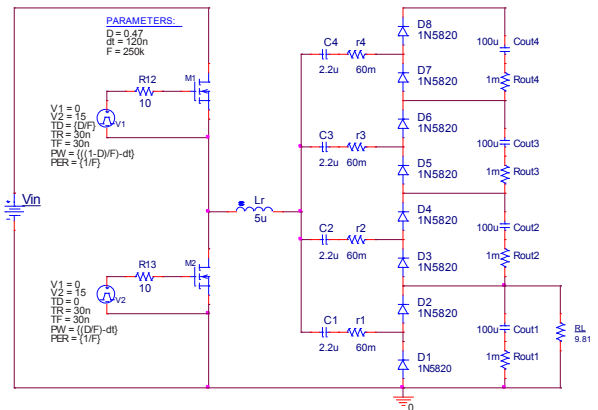 PARAMETERS:
D = 0.47
dt = 120n
F = 250k
R12
10
M1
V1 = 0
V2 = 15
TD = {D/F}
TR = 30n
TF = 30n
PW = {((1-D)/F)-dt}
PER = {1/F}
V1
Vin
Lr
5u
R13
10
M2
V1 = 0
V2 = 15
TD = 0
TR = 30n
TF = 30n
PW = {(D/F)-dt}
PER = {1/F}
V2
C4
2.2u
r4
60m
D8
1N5820
D7
1N5820
100u
Cout4
1m
Rout4
C3
2.2u
r3
60m
D6
1N5820
D5
1N5820
100u
Cout3
1m
Rout3
C2
2.2u
r2
60m
D4
1N5820
D3
1N5820
100u
Cout2
1m
Rout2
C1
2.2u
r1
60m
D2
1N5820
D1
1N5820
100u
Cout1
1m
Rout1
RL
9.81
0